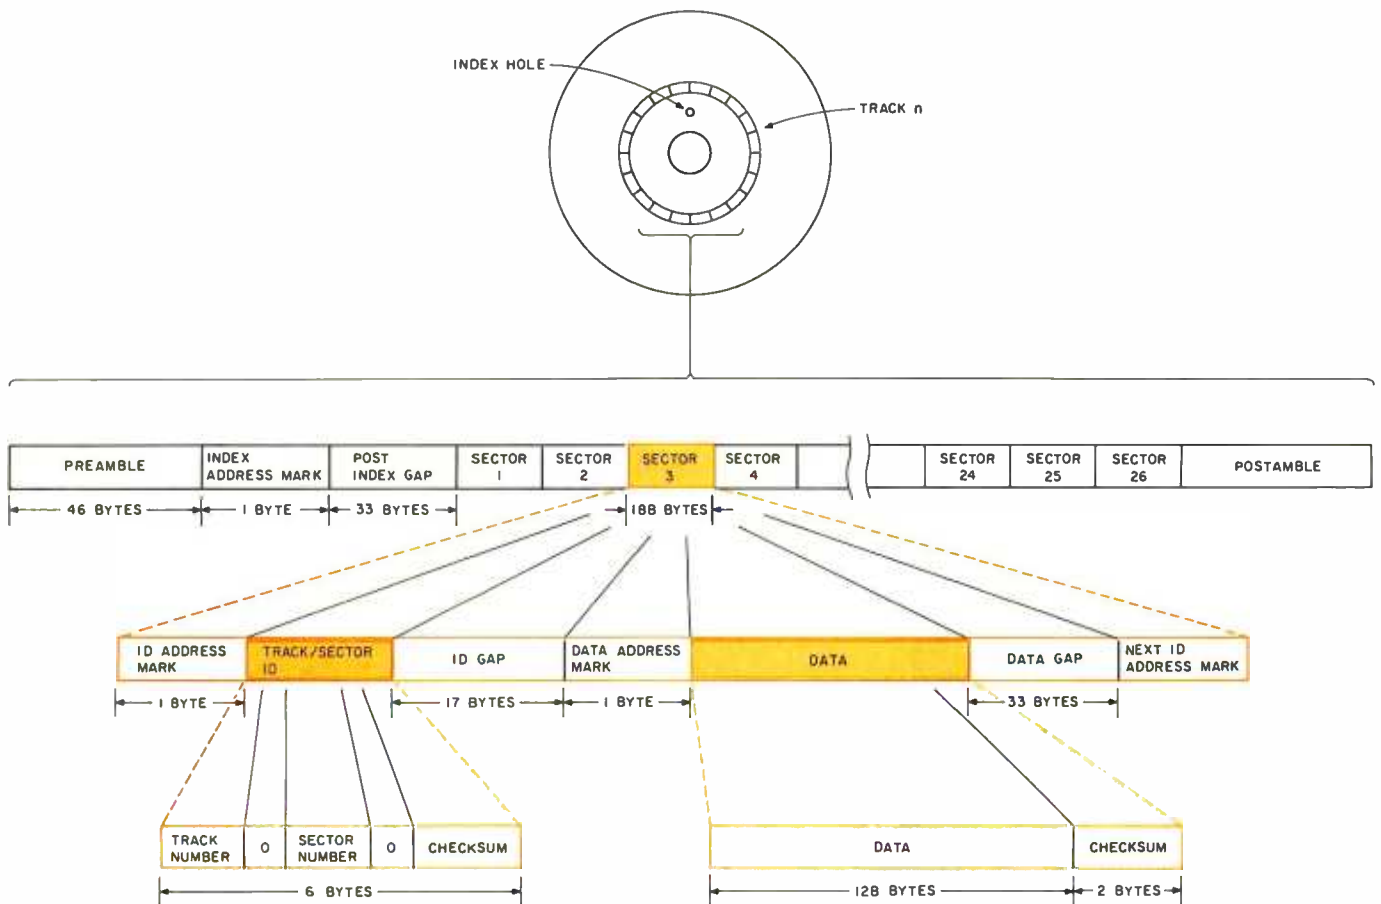 INDEX HOLE
TRACK n
PREAMBLE
INDEX
ADDRESS MARK
POST
INDEX GAP
SECTOR
1
SECTOR
2
SECTOR
3
SECTOR
4
SECTOR
24
SECTOR
25
SECTOR
26
POSTAMBLE
46 BYTES
1 BYTE
33 BYTES
188 BYTES
ID ADDRESS
MARK
TRACK/SECTOR
ID
ID GAP
DATA ADDRESS
MARK
DATA
DATA GAP
NEXT ID
ADDRESS MARK
1 BYTE
17 BYTES
1 BYTE
33 BYTES
TRACK
NUMBER
0
SECTOR
NUMBER
0
CHECKSUM
DATA
CHECKSUM
6 BYTES
128 BYTES
2 BYTES